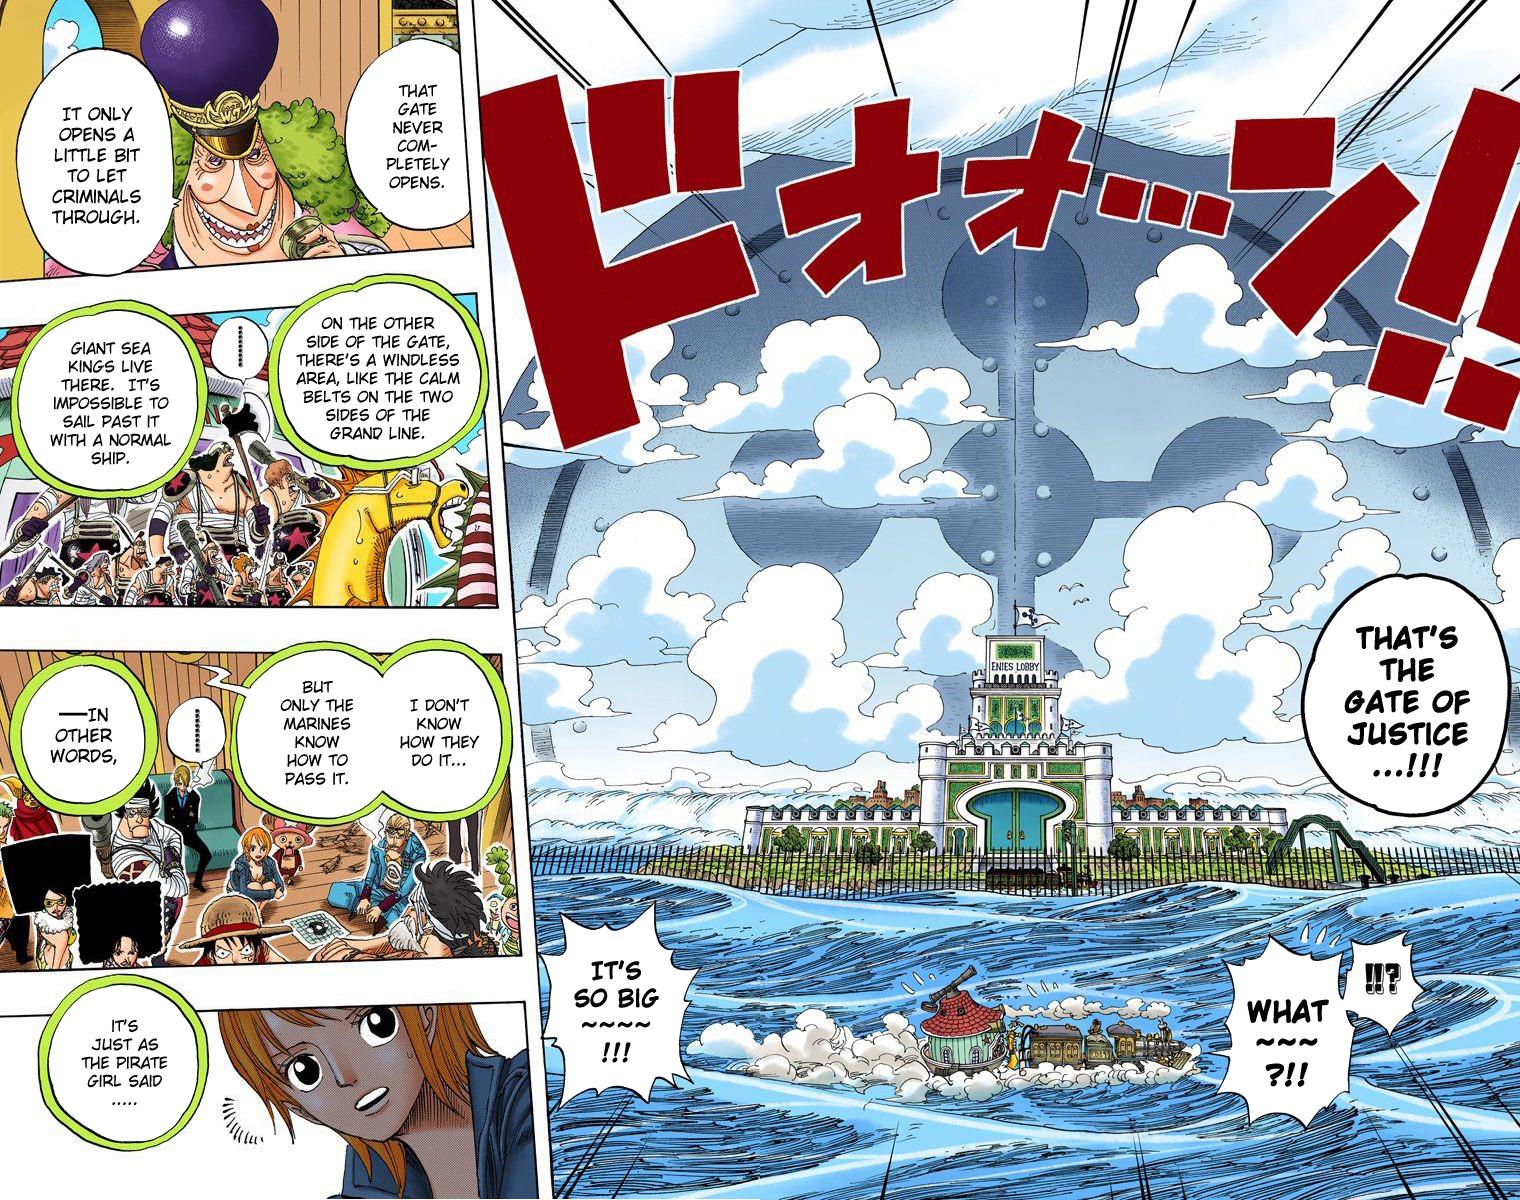 ドォォ…ン!!
THAT'S
THE
GATE OF
JUSTICE
...!!!
ENIES LOBBY
!!?
WHAT
~~~
?!!
IT'S
SO BIG
~~~~
!!!
THAT
GATE
NEVER
COM-
PLETELY
OPENS.
IT ONLY
OPENS A
LITTLE BIT
TO LET
CRIMINALS
THROUGH.
ON THE OTHER
SIDE OF THE GATE,
THERE'S A WINDLESS
AREA, LIKE THE CALM
BELTS ON THE TWO
SIDES OF THE
GRAND LINE.
GIANT SEA
KINGS LIVE
THERE. IT'S
IMPOSSIBLE TO
SAIL PAST IT
WITH A NORMAL
SHIP.
I DON'T
KNOW
HOW THEY
DO IT...
BUT
ONLY THE
MARINES
KNOW
HOW TO
PASS IT.
—IN
OTHER
WORDS,
IT'S
JUST AS
THE PIRATE
GIRL SAID
.....